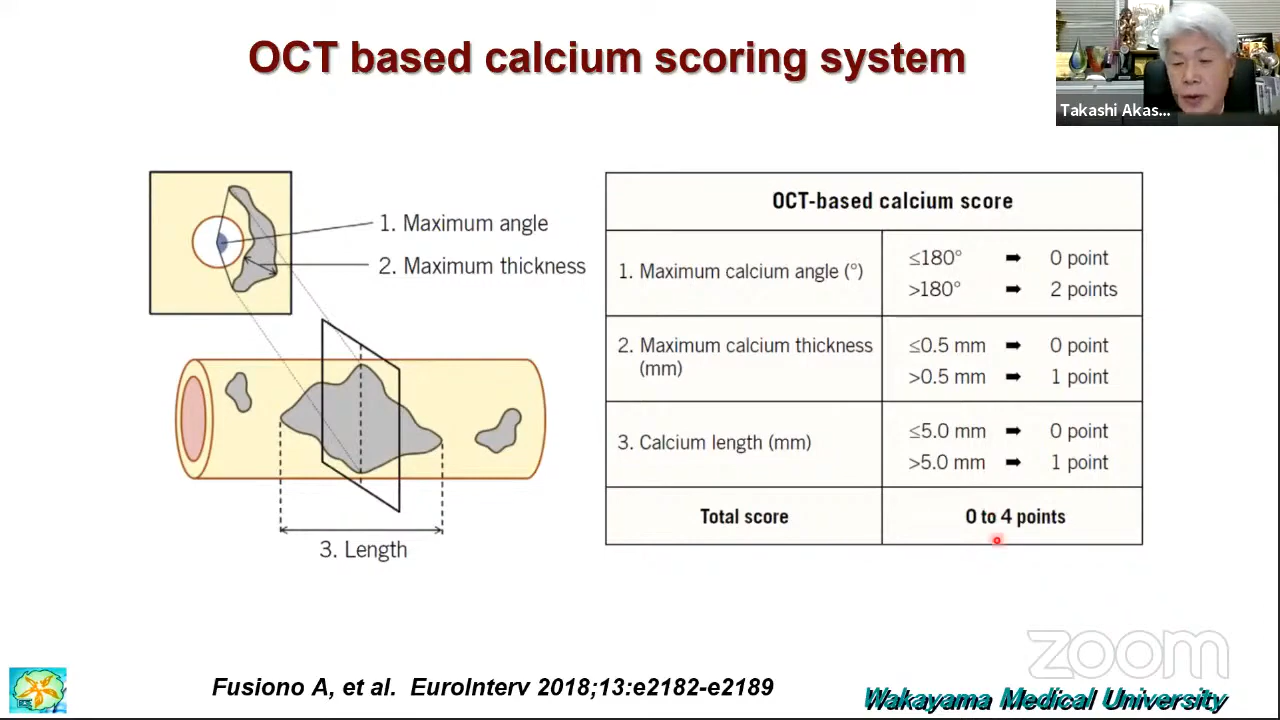 OCT based calcium scoring system
Takashi Akas...
1. Maximum angle
2. Maximum thickness
3. Length
OCT-based calcium score
1. Maximum calcium angle (°)
≤180° ➡ 0 point
>180° ➡ 2 points
2. Maximum calcium thickness
(mm)
≤0.5 mm ➡ 0 point
>0.5 mm ➡ 1 point
3. Calcium length (mm)
≤5.0 mm ➡ 0 point
>5.0 mm ➡ 1 point
Total score
0 to 4 points
zoom
Fusiono A, et al. EuroInterv 2018;13:e2182-e2189
Wakayama Medical University